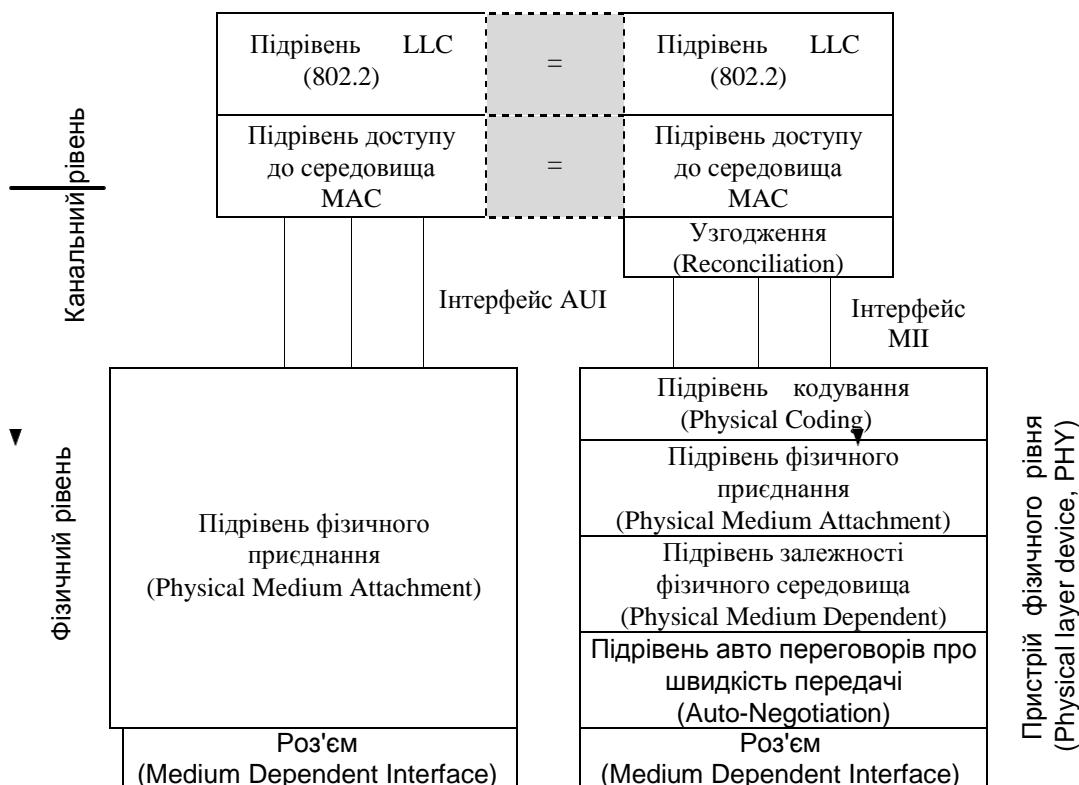 Канальний рівень
Підрівень LLC
(802.2)
=
Підрівень LLC
(802.2)
Підрівень доступу
до середовища
MAC
=
Підрівень доступу
до середовища
MAC
Узгодження
(Reconciliation)
Інтерфейс AUI
Інтерфейс
MII
Фізичний рівень
Підрівень фізичного
приєднання
(Physical Medium Attachment)
Роз'єм
(Medium Dependent Interface)
Підрівень кодування
(Physical Coding)
Підрівень фізичного
приєднання
(Physical Medium Attachment)
Підрівень залежності
фізичного середовища
(Physical Medium Dependent)
Підрівень авто переговорів про
швидкість передачі
(Auto-Negotiation)
Роз'єм
(Medium Dependent Interface)
Пристрій фізичного рівня
(Physical layer device, PHY)